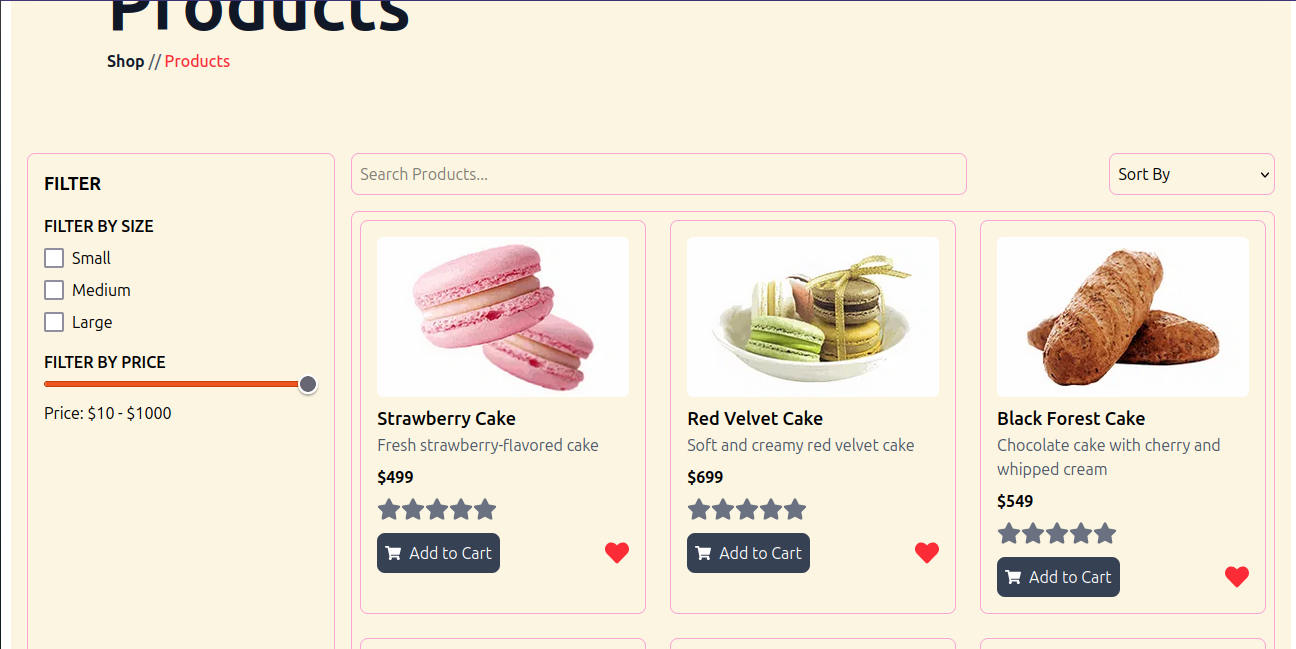 Products
Shop // Products
FILTER
FILTER BY SIZE
Small
Medium
Large
FILTER BY PRICE
Price: $10 - $1000
Search Products...
Sort By
Strawberry Cake
Fresh strawberry-flavored cake
$499
Add to Cart
Red Velvet Cake
Soft and creamy red velvet cake
$699
Add to Cart
Black Forest Cake
Chocolate cake with cherry and
whipped cream
$549
Add to Cart